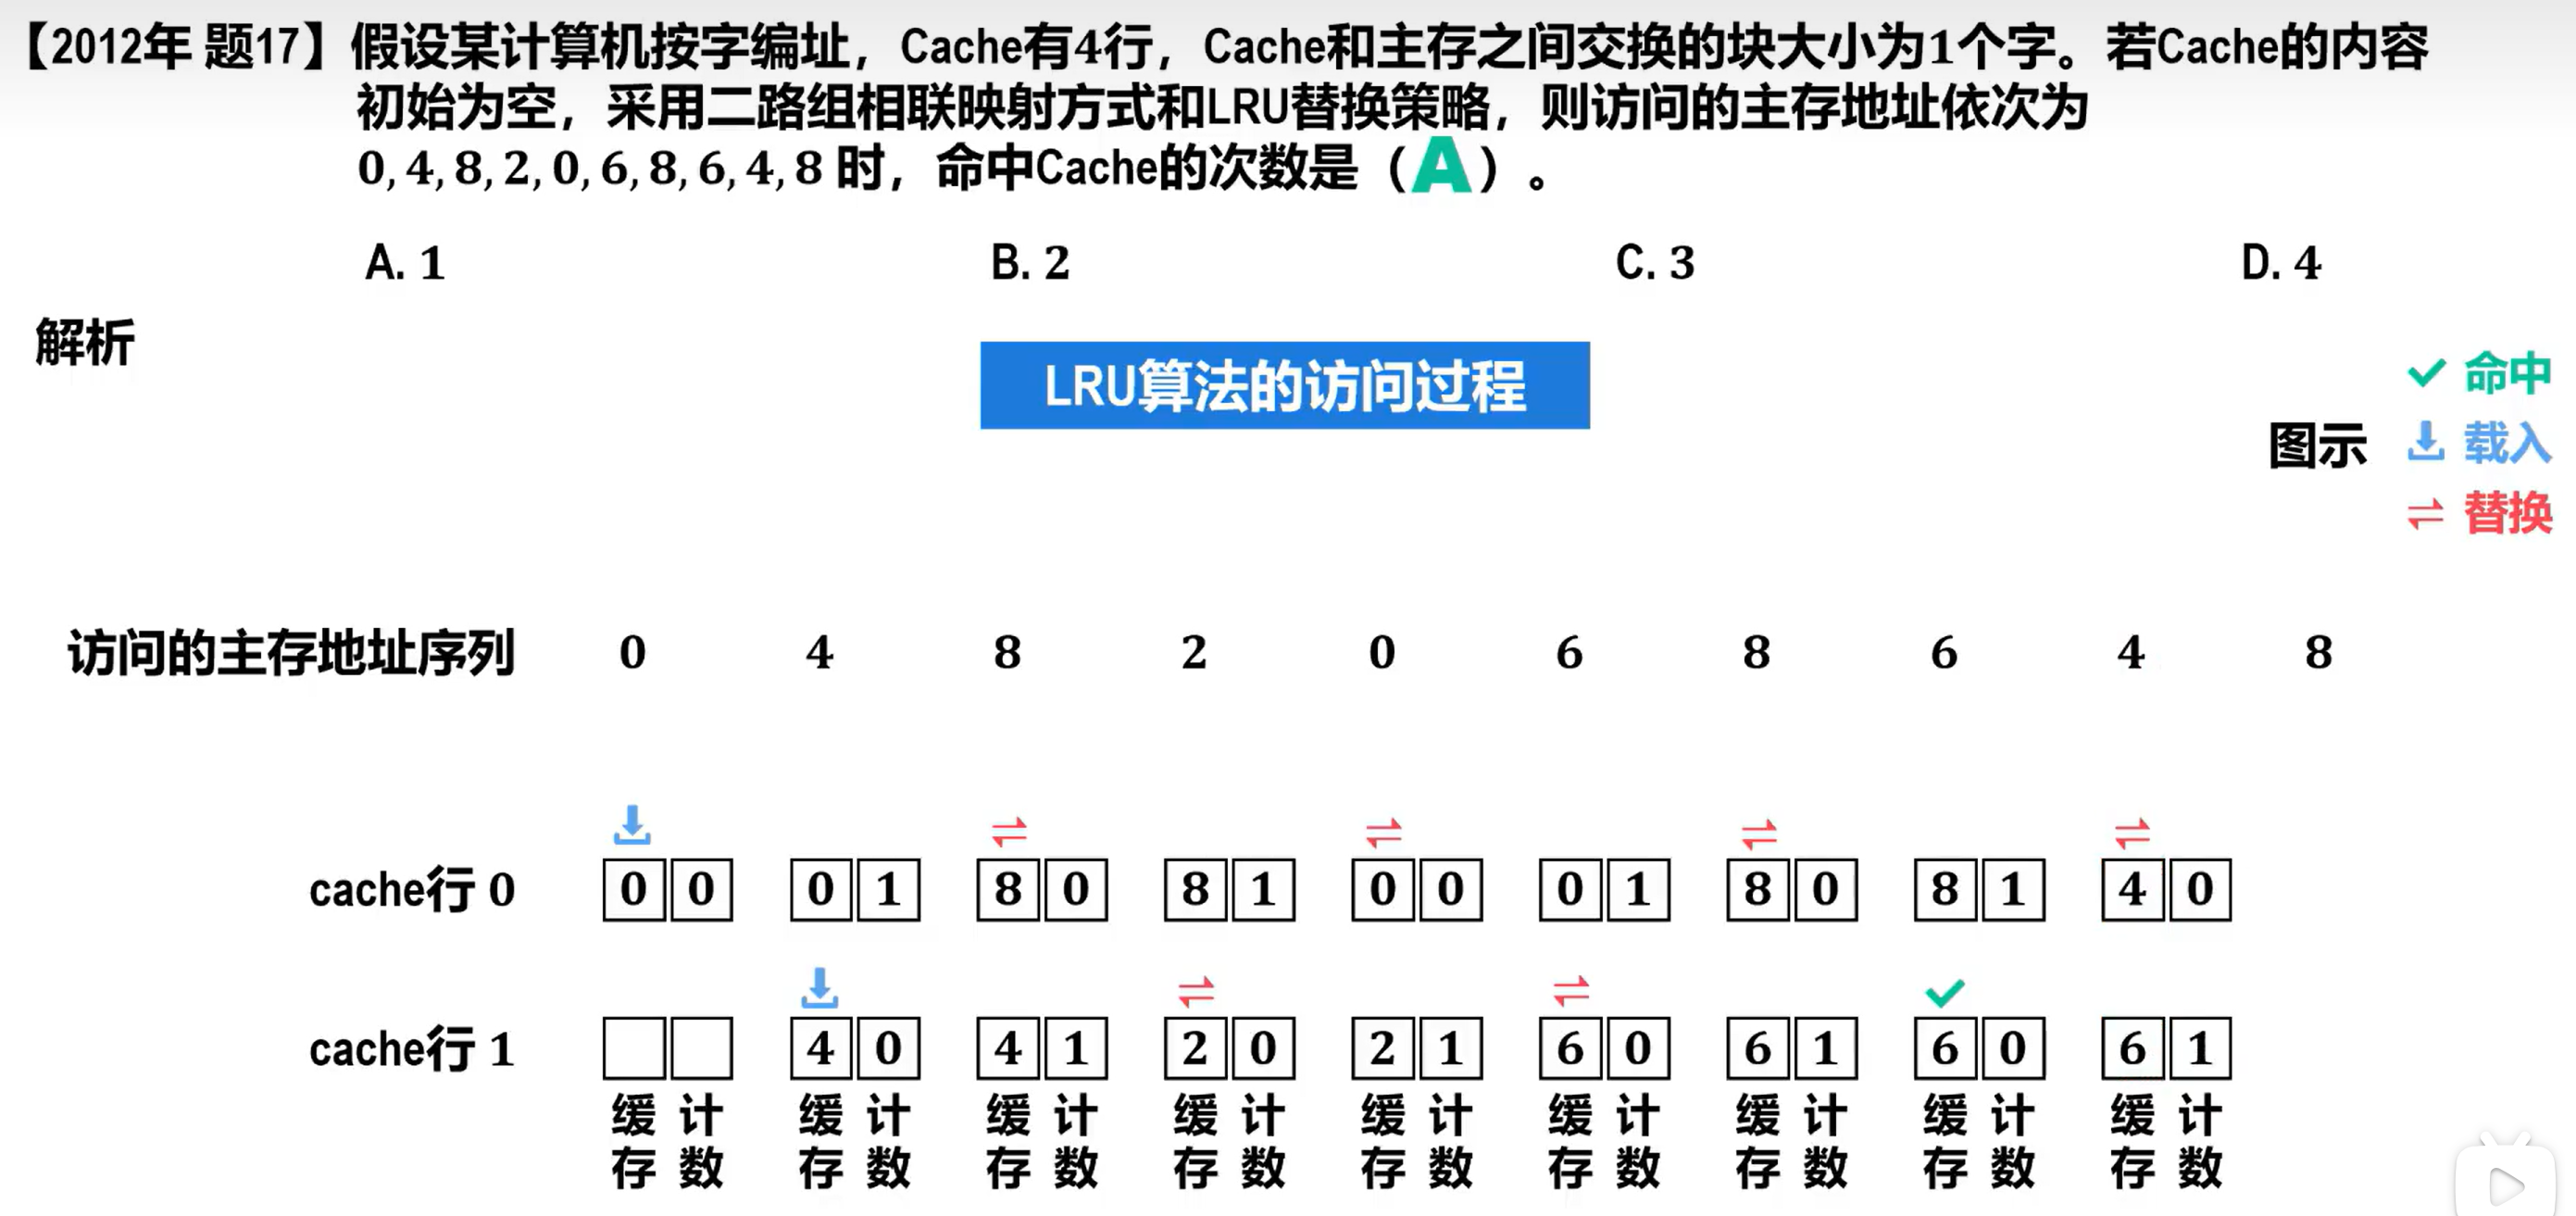 【2012年 题17】假设某计算机按字编址，Cache有4行，Cache和主存之间交换的块大小为1个字。若Cache的内容
初始为空，采用二路组相联映射方式和LRU替换策略，则访问的主存地址依次为
0, 4, 8, 2, 0, 6, 8, 6, 4, 8 时，命中Cache的次数是（A）。
A. 1 B. 2 C. 3 D. 4
解析
LRU算法的访问过程
图示
命中
载入
替换
访问的主存地址序列 0 4 8 2 0 6 8 6 4 8
cache行 0 0 0 0 1 8 0 8 1 0 0 0 1 8 0 8 1 4 0
cache行 1 4 0 4 1 2 0 2 1 6 0 6 1 6 0 6 1
缓存 计数 缓存 计数 缓存 计数 缓存 计数 缓存 计数 缓存 计数 缓存 计数 缓存 计数 缓存 计数